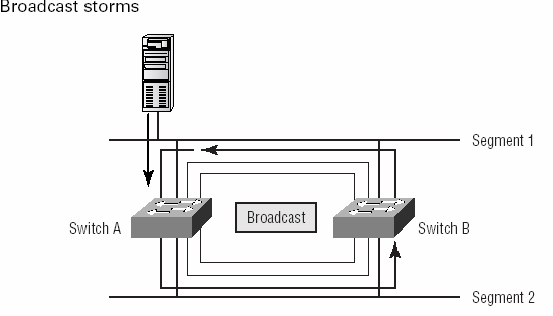 Broadcast storms
Segment 1
Switch A
Broadcast
Switch B
Segment 2